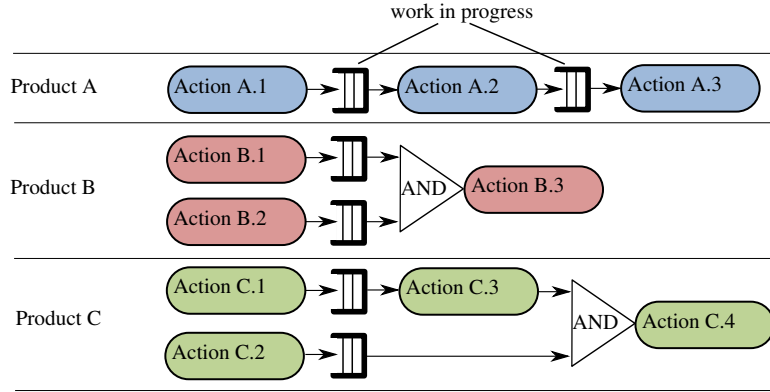 work in progress
Product A
Action A.1
Action A.2
Action A.3
Product B
Action B.1
Action B.2
AND
Action B.3
Product C
Action C.1
Action C.3
Action C.2
AND
Action C.4